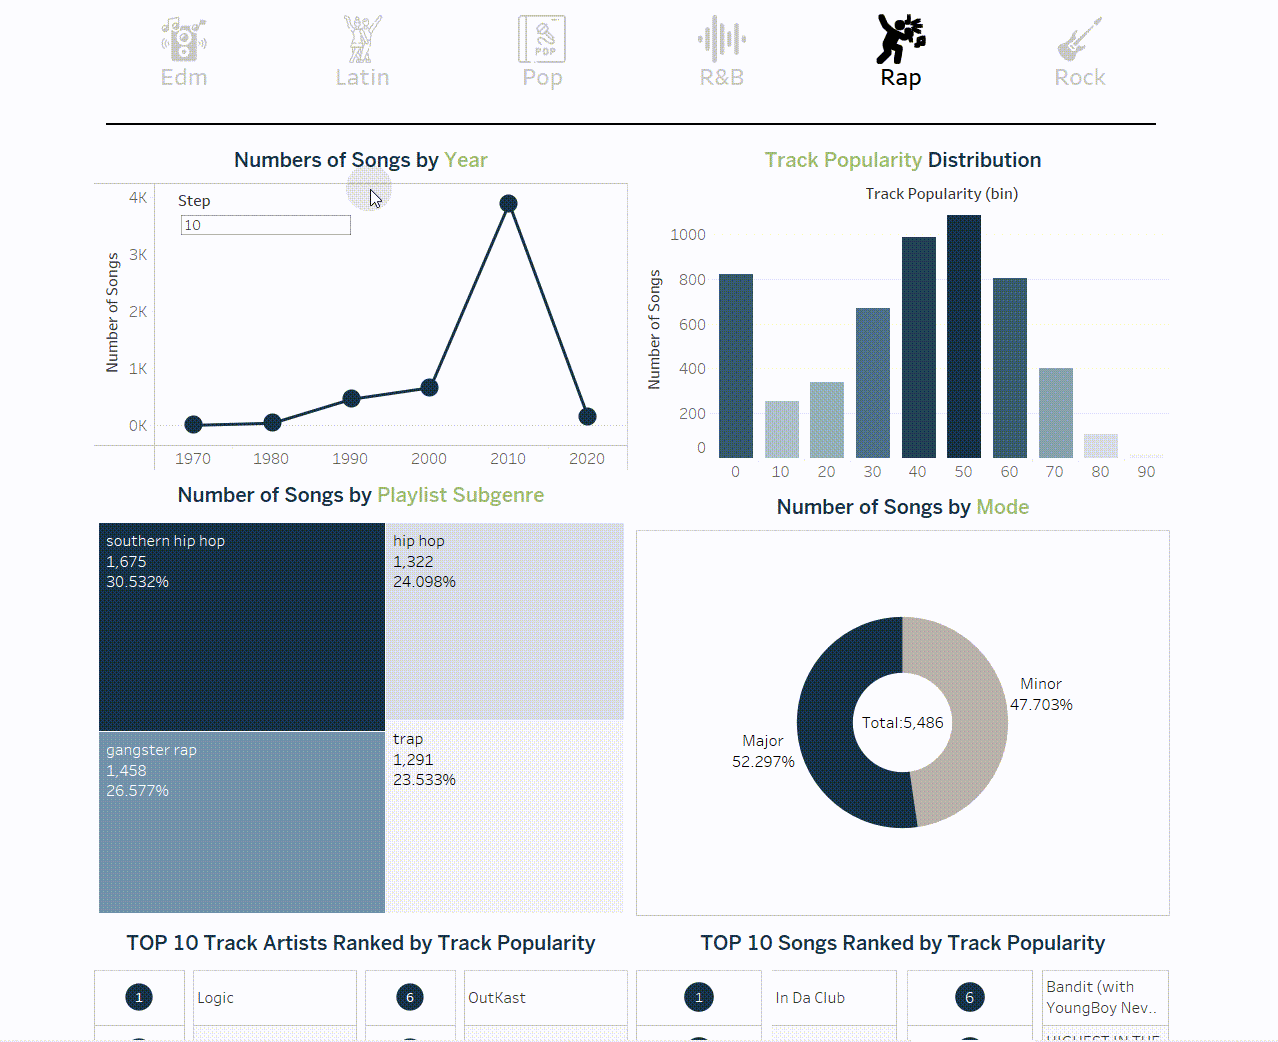 Edm
Latin
POP
Pop
R&B
Rap
Rock
Numbers of Songs by Year
Step
10
Number of Songs
4K
3K
2K
1K
0K
1970 1980 1990 2000 2010 2020
Track Popularity Distribution
Track Popularity (bin)
Number of Songs
1000
800
600
400
200
0
0 10 20 30 40 50 60 70 80 90
Number of Songs by Playlist Subgenre
southern hip hop
1,675
30.532%
hip hop
1,322
24.098%
gangster rap
1,458
26.577%
trap
1,291
23.533%
Number of Songs by Mode
Minor
47.703%
Total:5,486
Major
52.297%
TOP 10 Track Artists Ranked by Track Popularity
1 Logic 6 OutKast
TOP 10 Songs Ranked by Track Popularity
1 In Da Club 6 Bandit (with
YoungBoy Nev..
HIGHEST IN THE